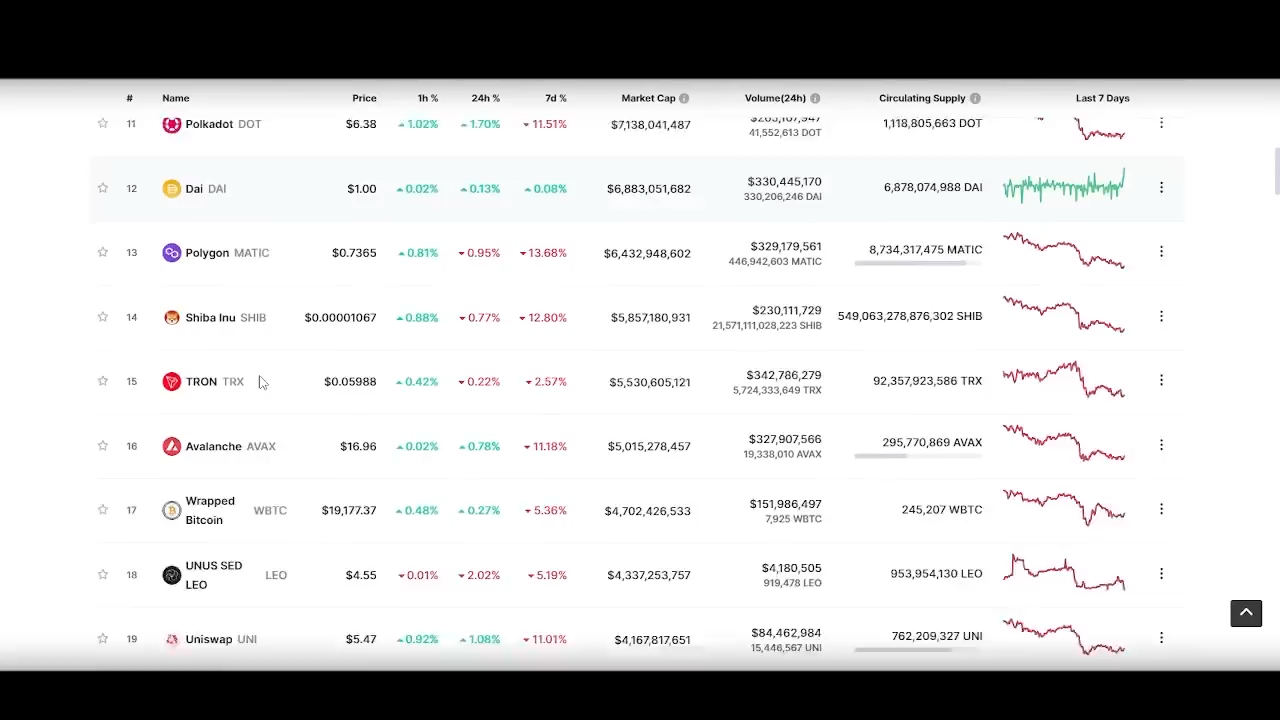 # Name Price 1h % 24h % 7d % Market Cap Volume(24h) Circulating Supply Last 7 Days
11 Polkadot DOT $6.38 1.02% 1.70% 11.51% $7,138,041,487 1,118,805,663 DOT
41,552,613 DOT
12 Dai DAI $1.00 0.02% 0.13% 0.08% $6,883,051,682 $330,445,170 6,878,074,988 DAI
330,206,246 DAI
13 Polygon MATIC $0.7365 0.81% 0.95% 13.68% $6,432,948,602 $329,179,561 8,734,317,475 MATIC
446,942,603 MATIC
14 Shiba Inu SHIB $0.00001067 0.88% 0.77% 12.80% $5,857,180,931 $230,111,729 549,063,278,876,302 SHIB
21,571,111,028,223 SHIB
15 TRON TRX $0.05988 0.42% 0.22% 2.57% $5,530,605,121 $342,786,279 92,357,923,586 TRX
5,724,333,649 TRX
16 Avalanche AVAX $16.96 0.02% 0.78% 11.18% $5,015,278,457 $327,907,566 295,770,869 AVAX
19,338,010 AVAX
17 Wrapped Bitcoin WBTC $19,177.37 0.48% 0.27% 5.36% $4,702,426,533 $151,986,497 245,207 WBTC
7,925 WBTC
18 UNUS SED LEO LEO $4.55 0.01% 2.02% 5.19% $4,337,253,757 $4,180,505 953,954,130 LEO
919,478 LEO
19 Uniswap UNI $5.47 0.92% 1.08% 11.01% $4,167,817,651 $84,462,984 762,209,327 UNI
15,446,567 UNI